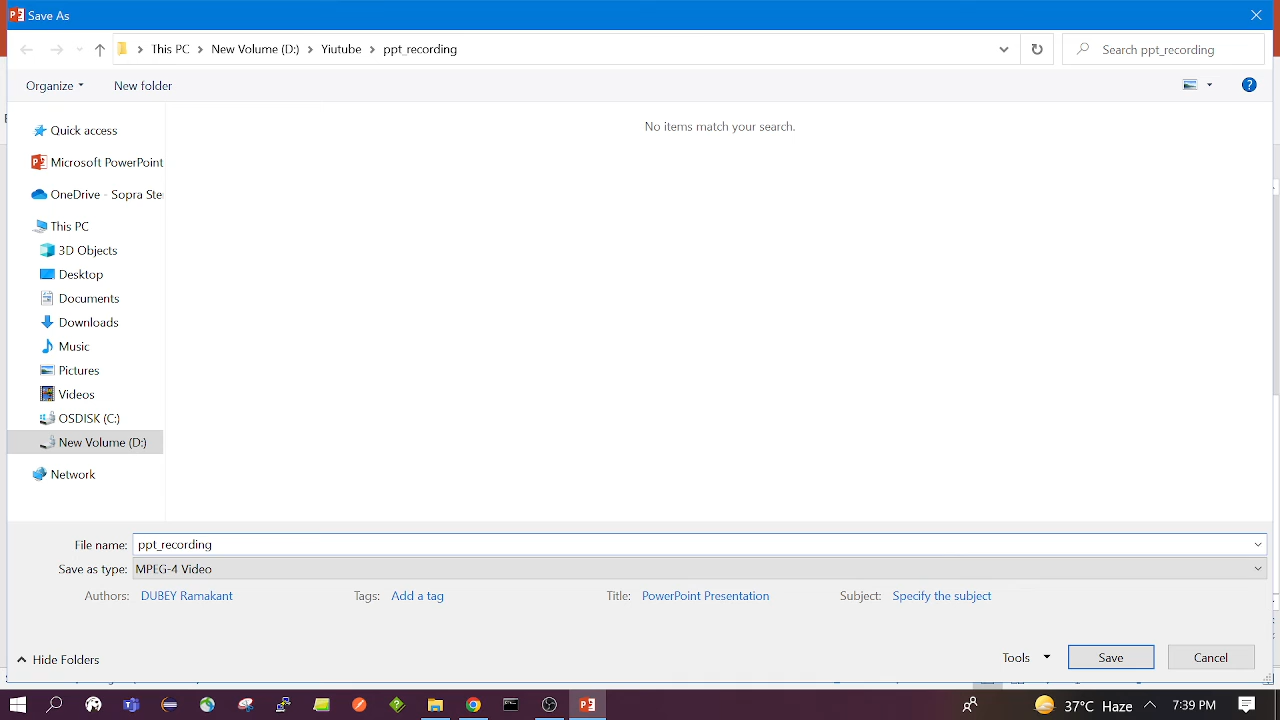 Save As
This PC > New Volume (D:) > Yiutube > ppt_recording
Search ppt_recording
Organize
New folder
No items match your search.
Quick access
Microsoft PowerPoint
OneDrive - Sopra Ste
This PC
3D Objects
Desktop
Documents
Downloads
Music
Pictures
Videos
OSDISK (C:)
New Volume (D:)
Network
File name: ppt_recording
Save as type: MPEG-4 Video
Authors: DUBEY Ramakant
Tags: Add a tag
Title: PowerPoint Presentation
Subject: Specify the subject
Hide Folders
Tools
Save
Cancel
37°C Haze
7:39 PM